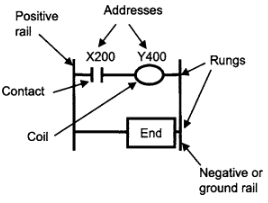 Positive
rail
Addresses
X200
Y400
Rungs
Contact
Coil
End
Negative or
ground rail